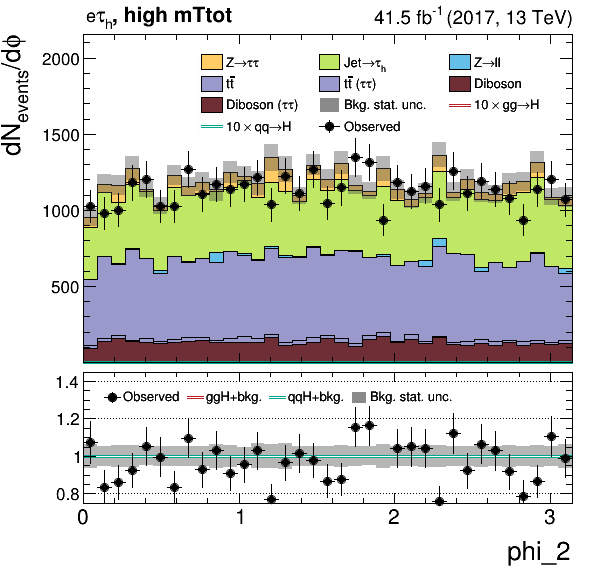 eτh, high mTtot 41.5 fb-1 (2017, 13 TeV)
dNevents/dϕ
2000
1500
1000
500
Z→ττ Jet→τh Z→ll
tt̄ tt̄ (ττ) Diboson
Diboson (ττ) Bkg. stat. unc. 10 × gg→H
10 × qq→H Observed
1.4
1.2
1
0.8
Observed ggH+bkg. qqH+bkg. Bkg. stat. unc.
0 1 2 3
phi_2